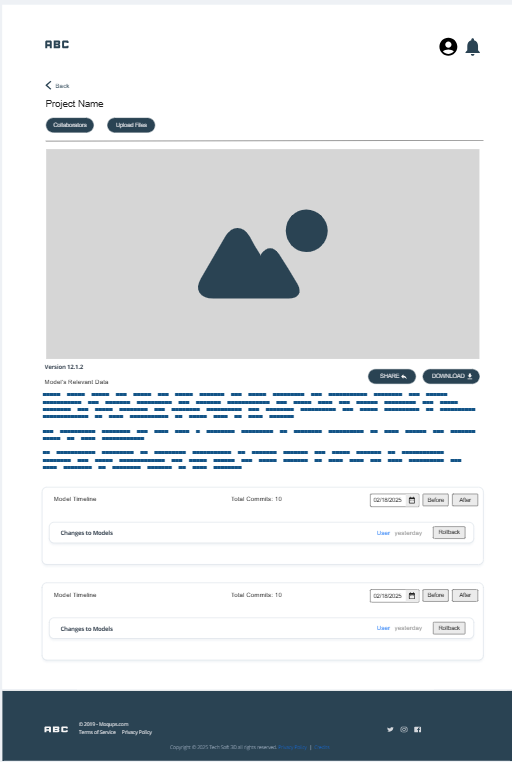 ABC
Back
Project Name
Collaborators Upload Files
Version 12.1.2
SHARE DOWNLOAD
Model's Relevant Data
Model Timeline Total Commits: 10 02/18/2025 Before After
Changes to Models User yesterday Rollback
Model Timeline Total Commits: 10 02/18/2025 Before After
Changes to Models User yesterday Rollback
ABC
© 2019 - Moqups.com
Terms of Service Privacy Policy
Copyright © 2025 Tech Soft 3D all rights reserved. Privacy Policy |